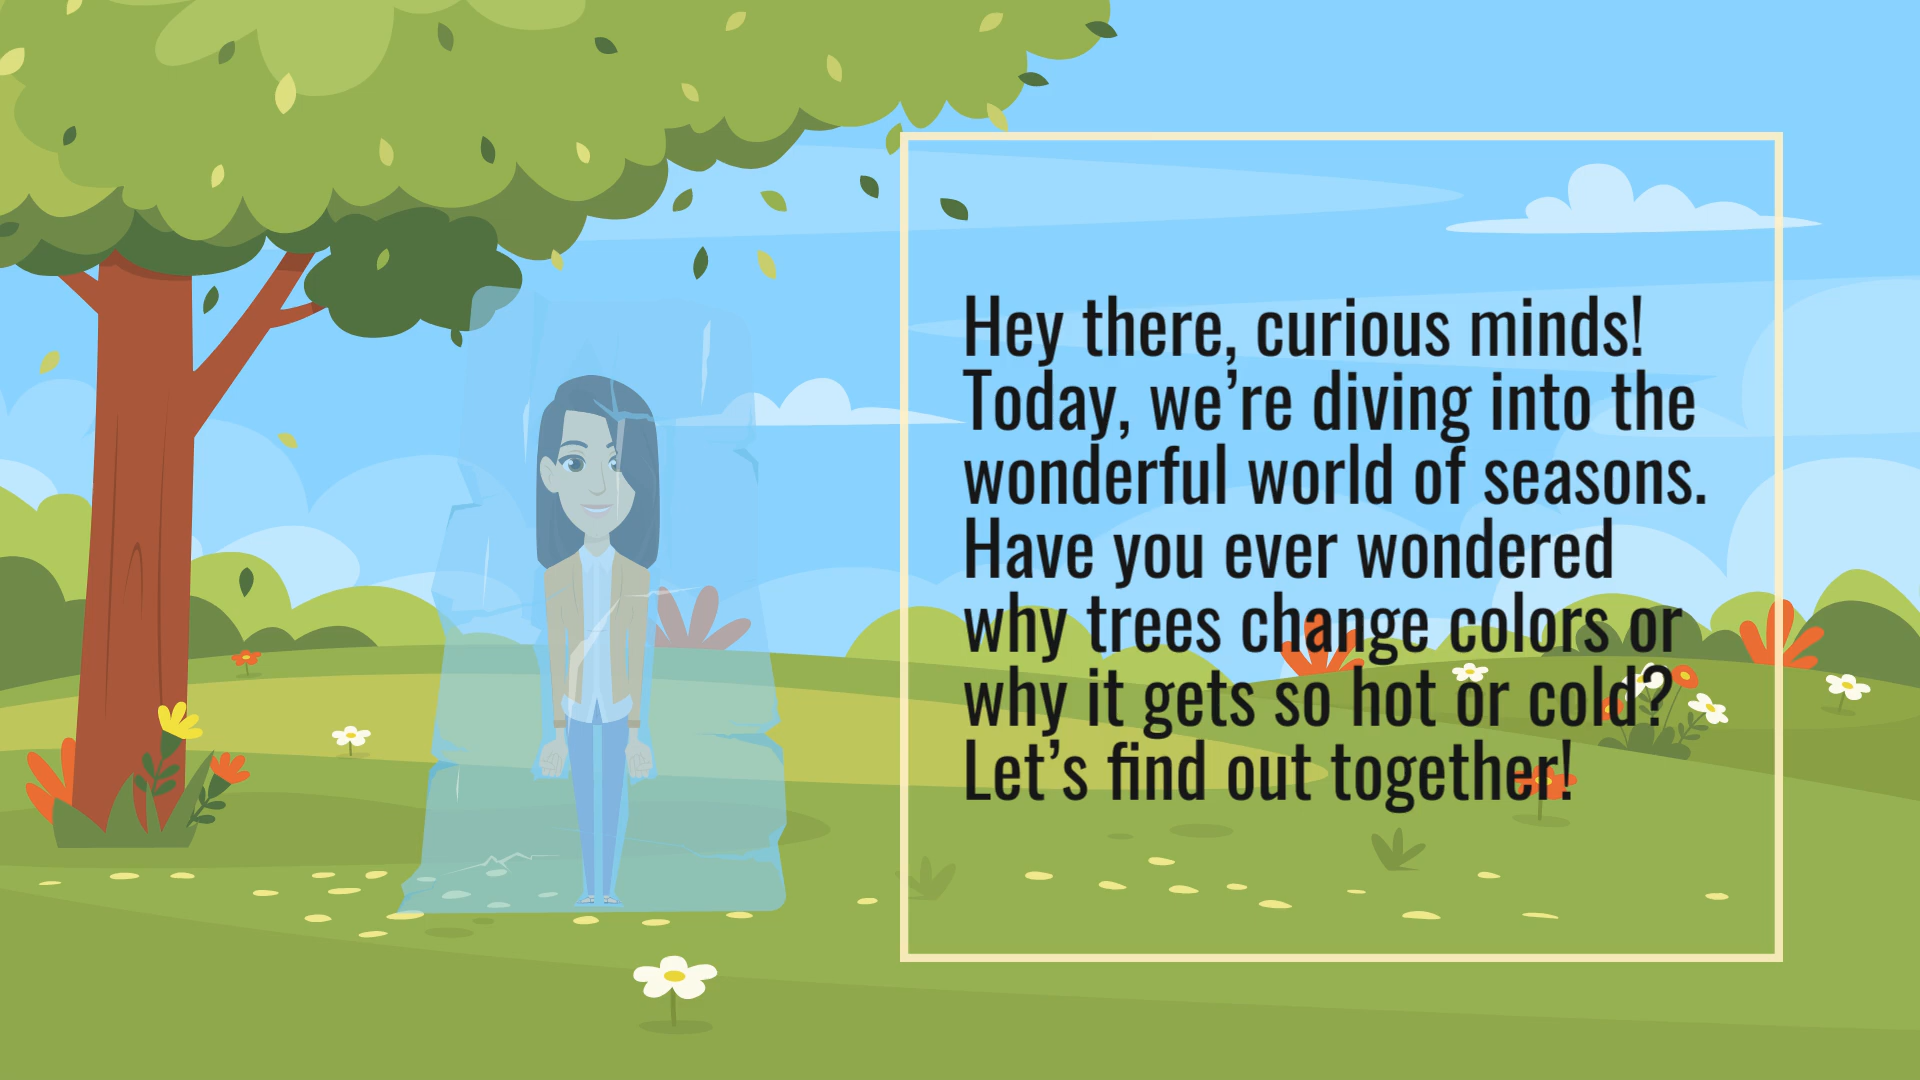 Hey there, curious minds!
Today, we’re diving into the
wonderful world of seasons.
Have you ever wondered
why trees change colors or
why it gets so hot or cold?
Let’s find out together!